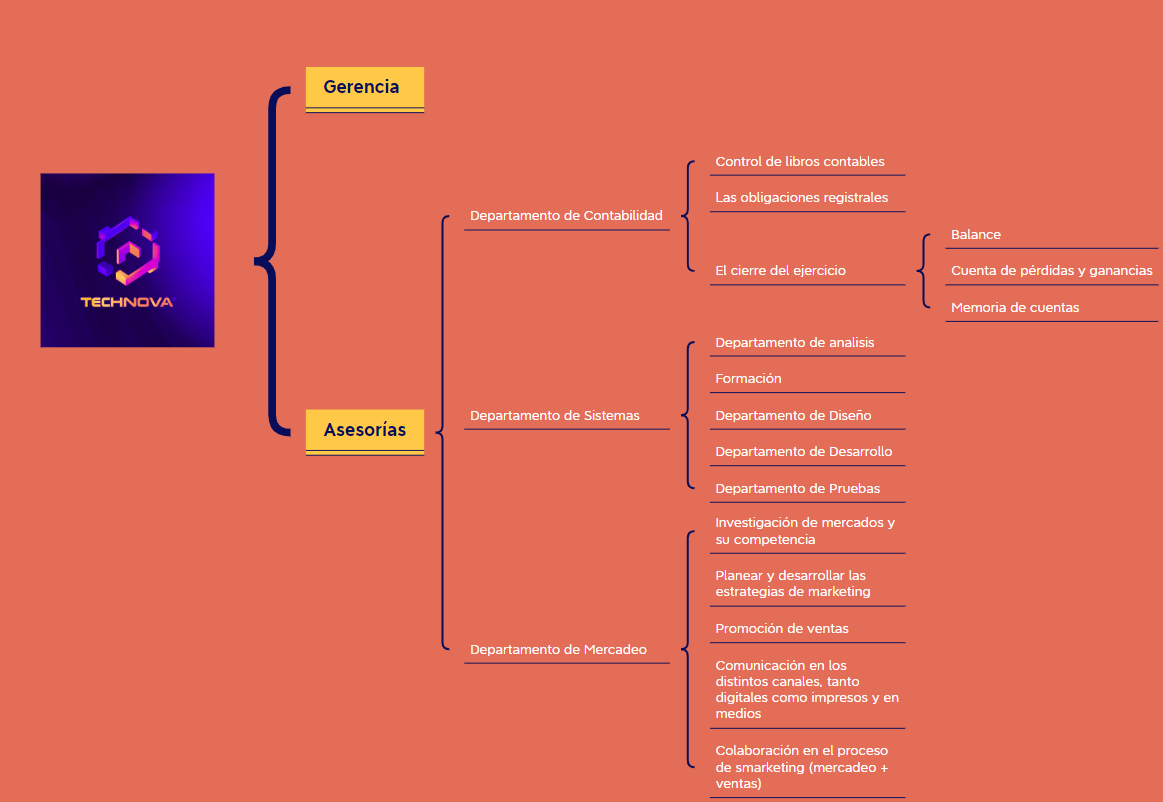 TECHNOVA
Gerencia
Asesorías
Departamento de Contabilidad
Control de libros contables
Las obligaciones registrales
El cierre del ejercicio
Balance
Cuenta de pérdidas y ganancias
Memoria de cuentas
Departamento de Sistemas
Departamento de analisis
Formación
Departamento de Diseño
Departamento de Desarrollo
Departamento de Pruebas
Departamento de Mercadeo
Investigación de mercados y
su competencia
Planear y desarrollar las
estrategias de marketing
Promoción de ventas
Comunicación en los
distintos canales, tanto
digitales como impresos y en
medios
Colaboración en el proceso
de smarketing (mercadeo +
ventas)